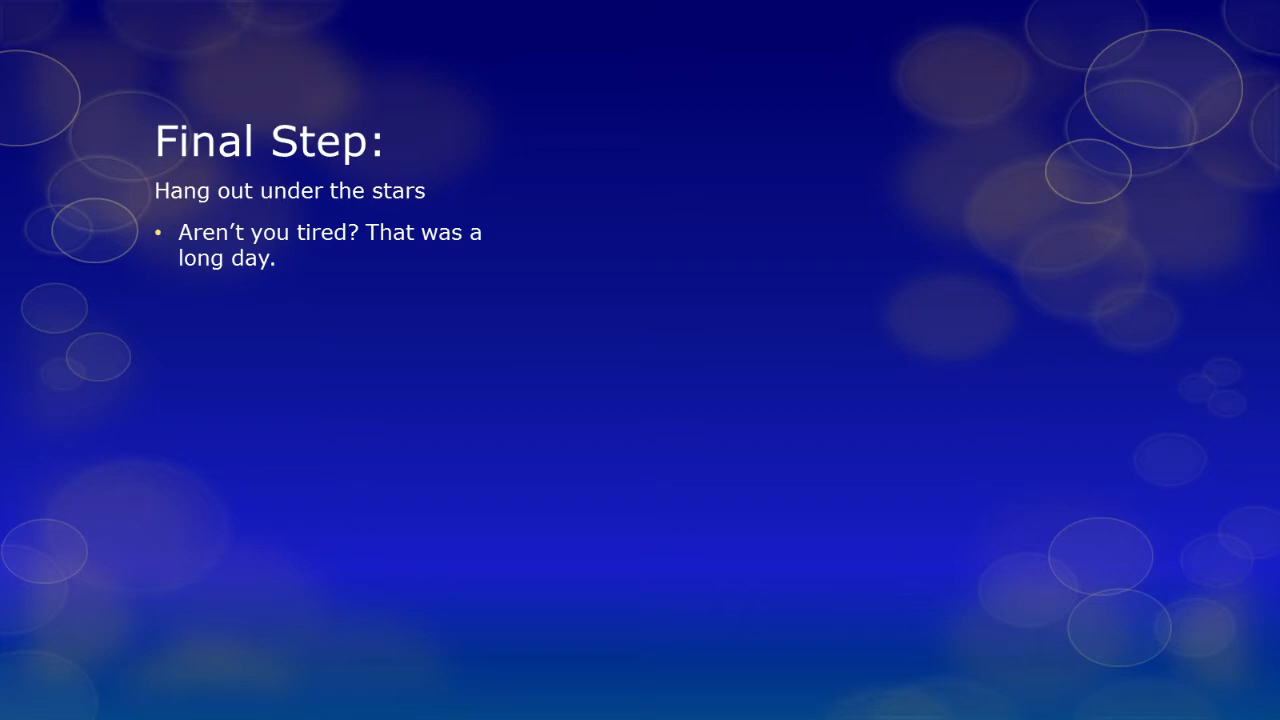 Final Step:
Hang out under the stars
• Aren’t you tired? That was a
long day.